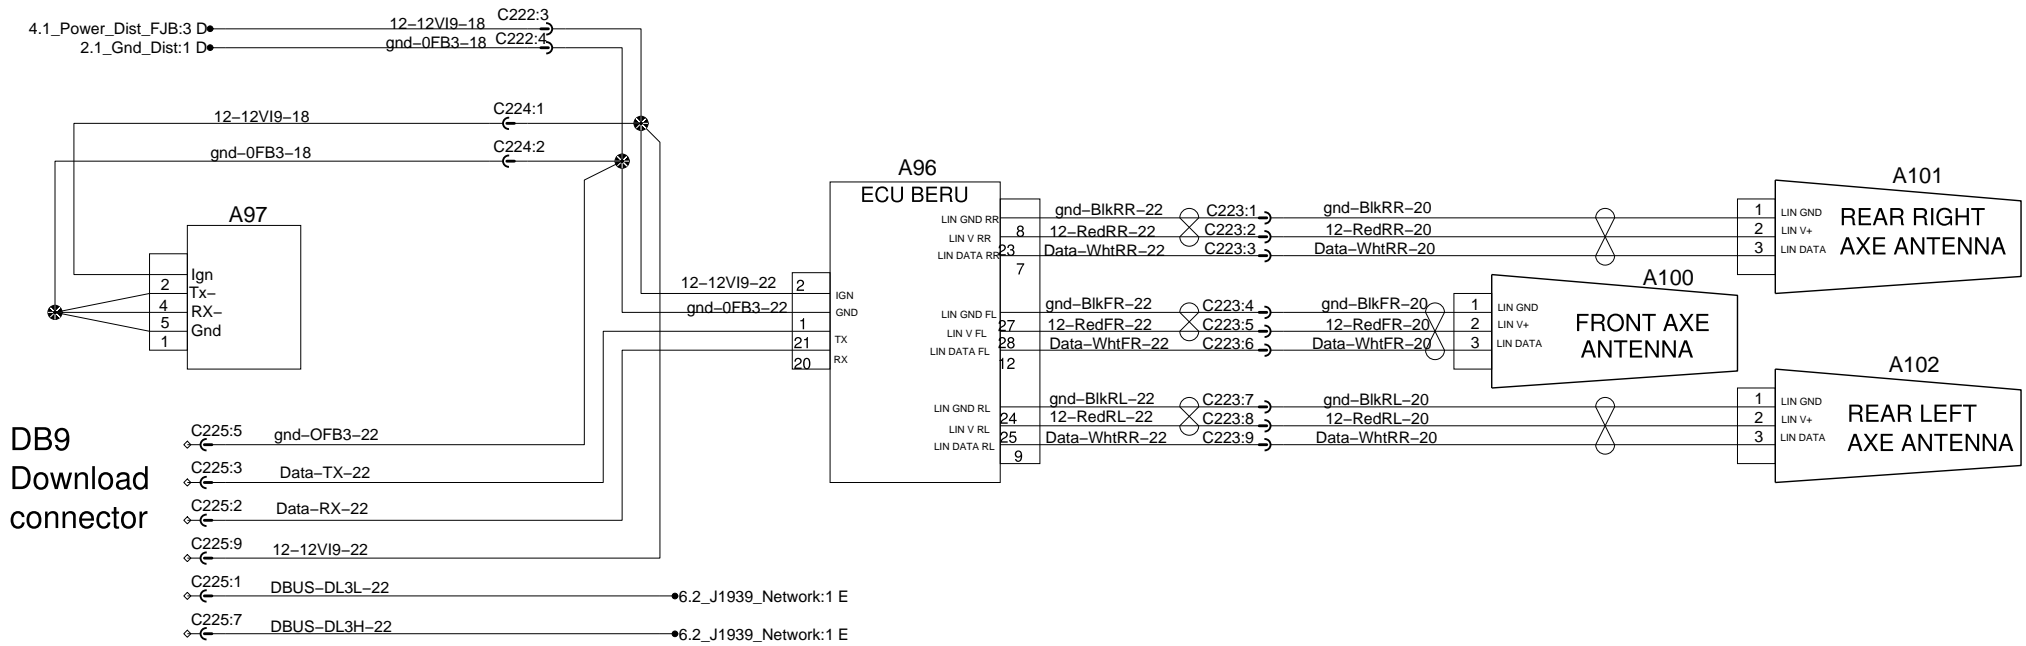 4.1_Power_Dist_FJB:3 D
12-12VI9-18
C222:3
2.1_Gnd_Dist:1 D
gnd-0FB3-18
C222:4
12-12VI9-18
C224:1
gnd-0FB3-18
C224:2
A97
Ign
2
Tx-
4
RX-
5
Gnd
1
DB9
Download
connector
C225:5
gnd-OFB3-22
C225:3
Data-TX-22
C225:2
Data-RX-22
C225:9
12-12VI9-22
C225:1
DBUS-DL3L-22
6.2_J1939_Network:1 E
C225:7
DBUS-DL3H-22
6.2_J1939_Network:1 E
12-12VI9-22
2
IGN
gnd-0FB3-22
GND
1
TX
21
RX
20
A96
ECU BERU
LIN GND RR
8
LIN V RR
23
LIN DATA RR
7
LIN GND FL
27
LIN V FL
28
LIN DATA FL
12
LIN GND RL
24
LIN V RL
25
LIN DATA RL
9
gnd-BlkRR-22
C223:1
gnd-BlkRR-20
12-RedRR-22
C223:2
12-RedRR-20
Data-WhtRR-22
C223:3
Data-WhtRR-20
gnd-BlkFR-22
C223:4
gnd-BlkFR-20
12-RedFR-22
C223:5
12-RedFR-20
Data-WhtFR-22
C223:6
Data-WhtFR-20
gnd-BlkRL-22
C223:7
gnd-BlkRL-20
12-RedRL-22
C223:8
12-RedRL-20
Data-WhtRR-22
C223:9
Data-WhtRR-20
A101
1
LIN GND
2
LIN V+
3
LIN DATA
REAR RIGHT
AXE ANTENNA
A100
1
LIN GND
2
LIN V+
3
LIN DATA
FRONT AXE
ANTENNA
A102
1
LIN GND
2
LIN V+
3
LIN DATA
REAR LEFT
AXE ANTENNA